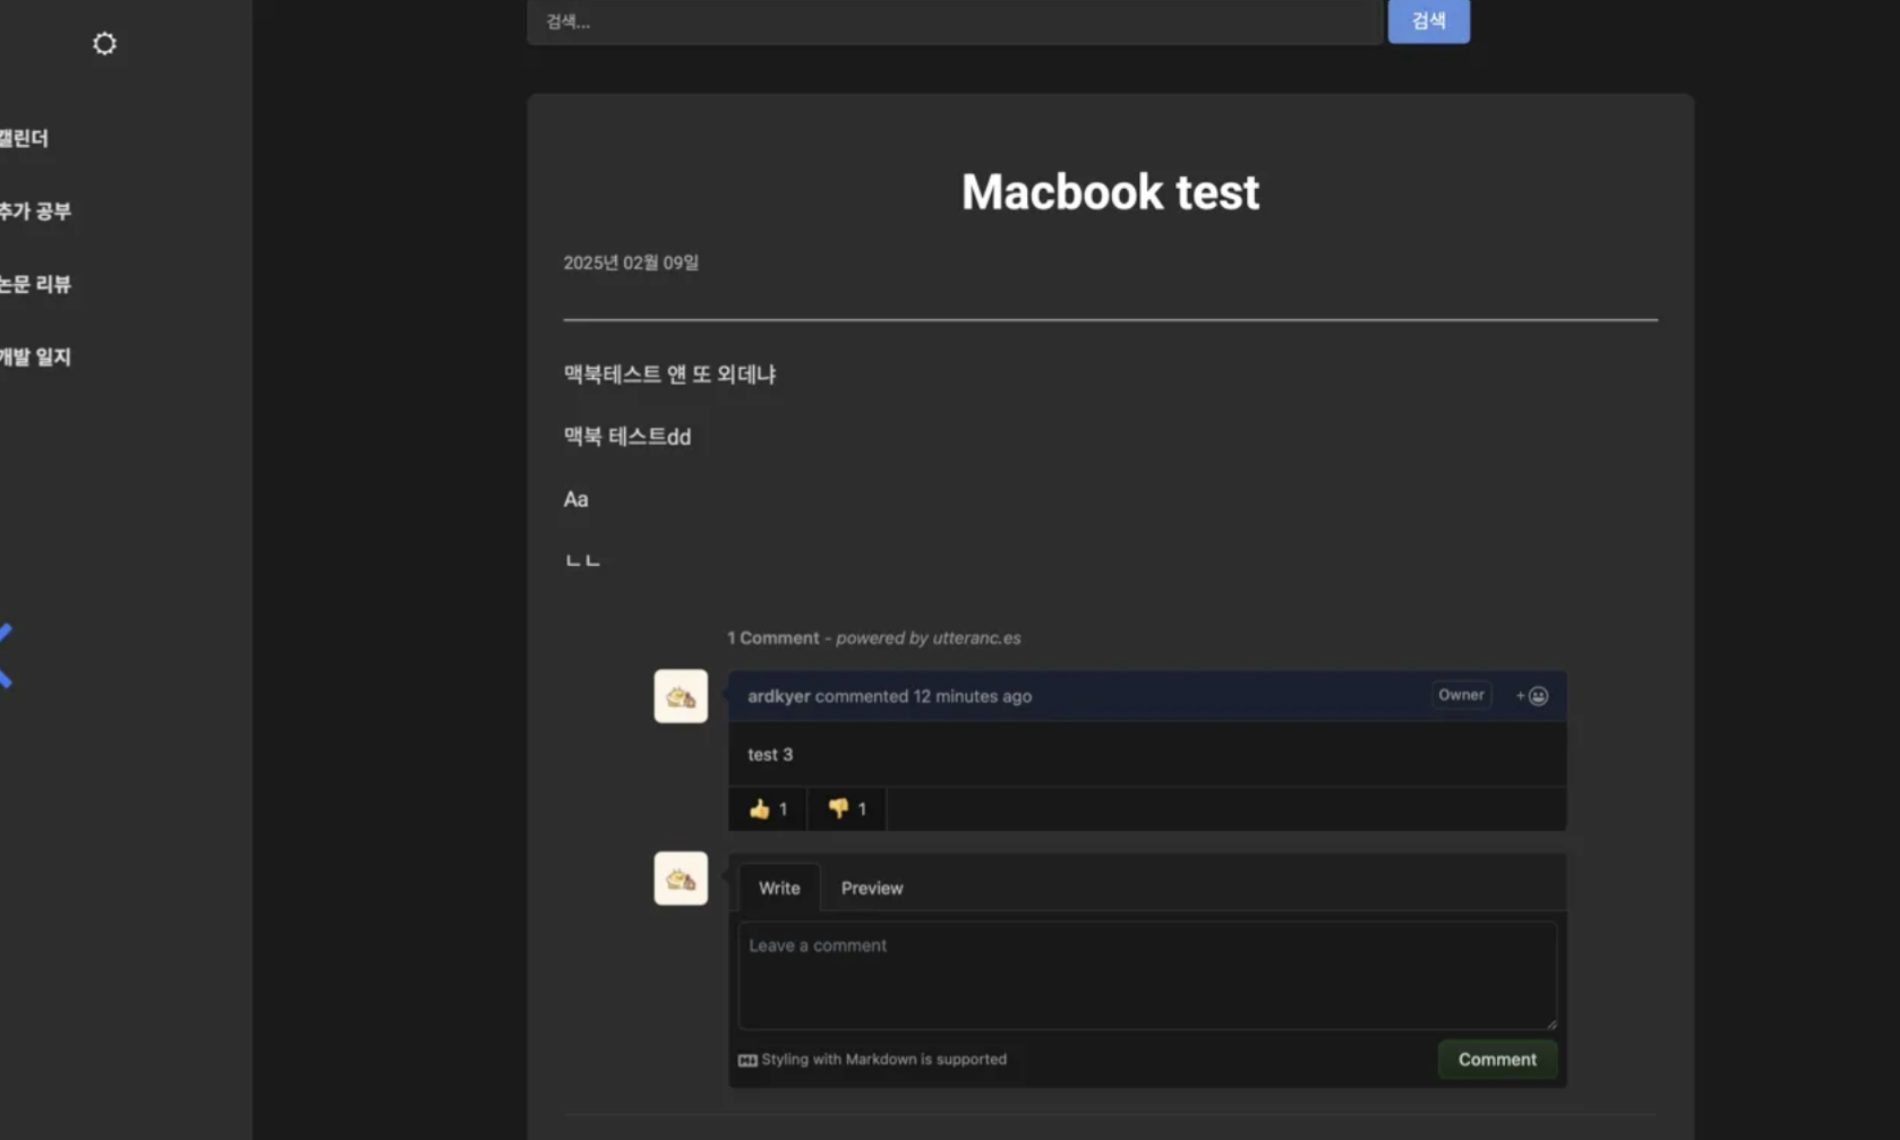 검색...
검색
캘린더
추가 공부
논문 리뷰
개발 일지
Macbook test
2025년 02월 09일
맥북테스트 앤 또 외데냐
맥북 테스트dd
Aa
ㄴㄴ
1 Comment - powered by utteranc.es
ardkyer commented 12 minutes ago
Owner
+
test 3
👍 1 👎 1
Write Preview
Leave a comment
Styling with Markdown is supported
Comment